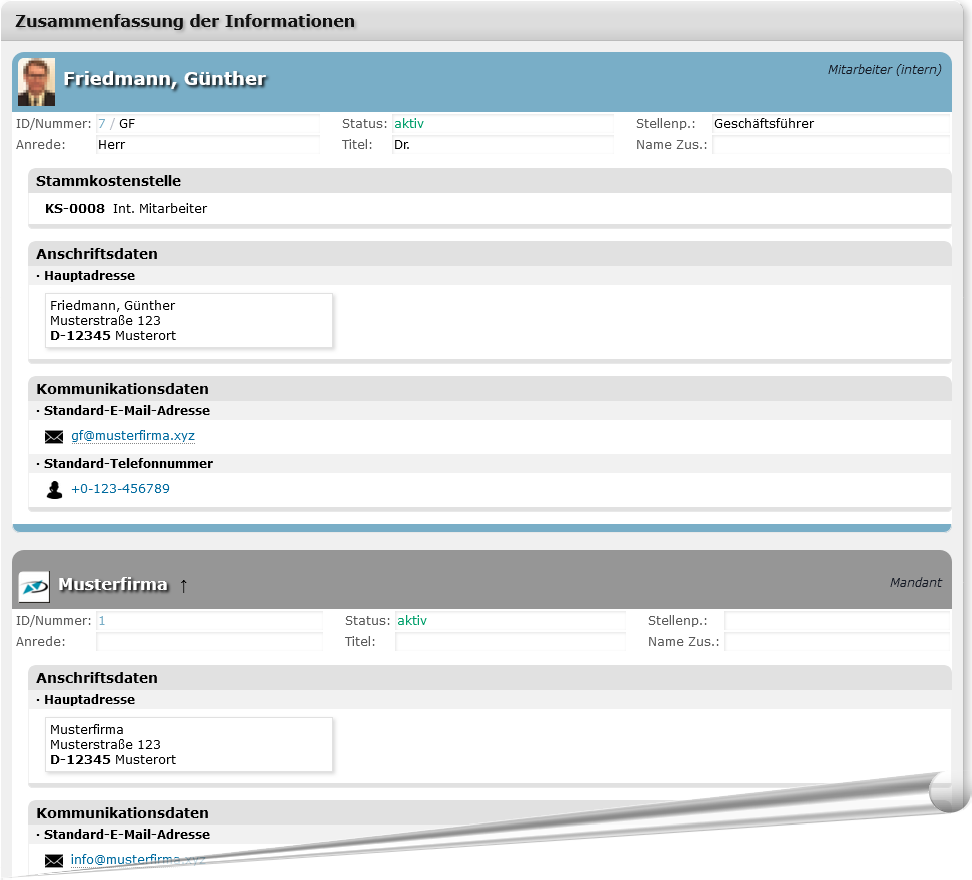 Zusammenfassung der Informationen
Friedmann, Günther
Mitarbeiter (intern)
ID/Nummer: 7 / GF Status: aktiv Stellenp.: Geschäftsführer
Anrede: Herr Titel: Dr. Name Zus.:
Stammkostenstelle
KS-0008 Int. Mitarbeiter
Anschriftsdaten
· Hauptadresse
Friedmann, Günther
Musterstraße 123
D-12345 Musterort
Kommunikationsdaten
· Standard-E-Mail-Adresse
gf@musterfirma.xyz
· Standard-Telefonnummer
+0-123-456789
Musterfirma ↑
Mandant
ID/Nummer: 1 Status: aktiv Stellenp.:
Anrede: Titel: Name Zus.:
Anschriftsdaten
· Hauptadresse
Musterfirma
Musterstraße 123
D-12345 Musterort
Kommunikationsdaten
· Standard-E-Mail-Adresse
info@musterfirma.xyz